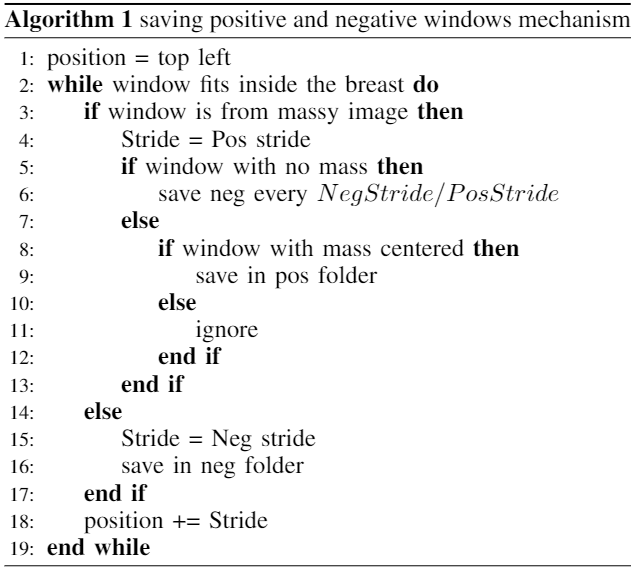 Algorithm 1 saving positive and negative windows mechanism
1: position = top left
2: while window fits inside the breast do
3: if window is from massy image then
4: Stride = Pos stride
5: if window with no mass then
6: save neg every NegStride/PosStride
7: else
8: if window with mass centered then
9: save in pos folder
10: else
11: ignore
12: end if
13: end if
14: else
15: Stride = Neg stride
16: save in neg folder
17: end if
18: position += Stride
19: end while